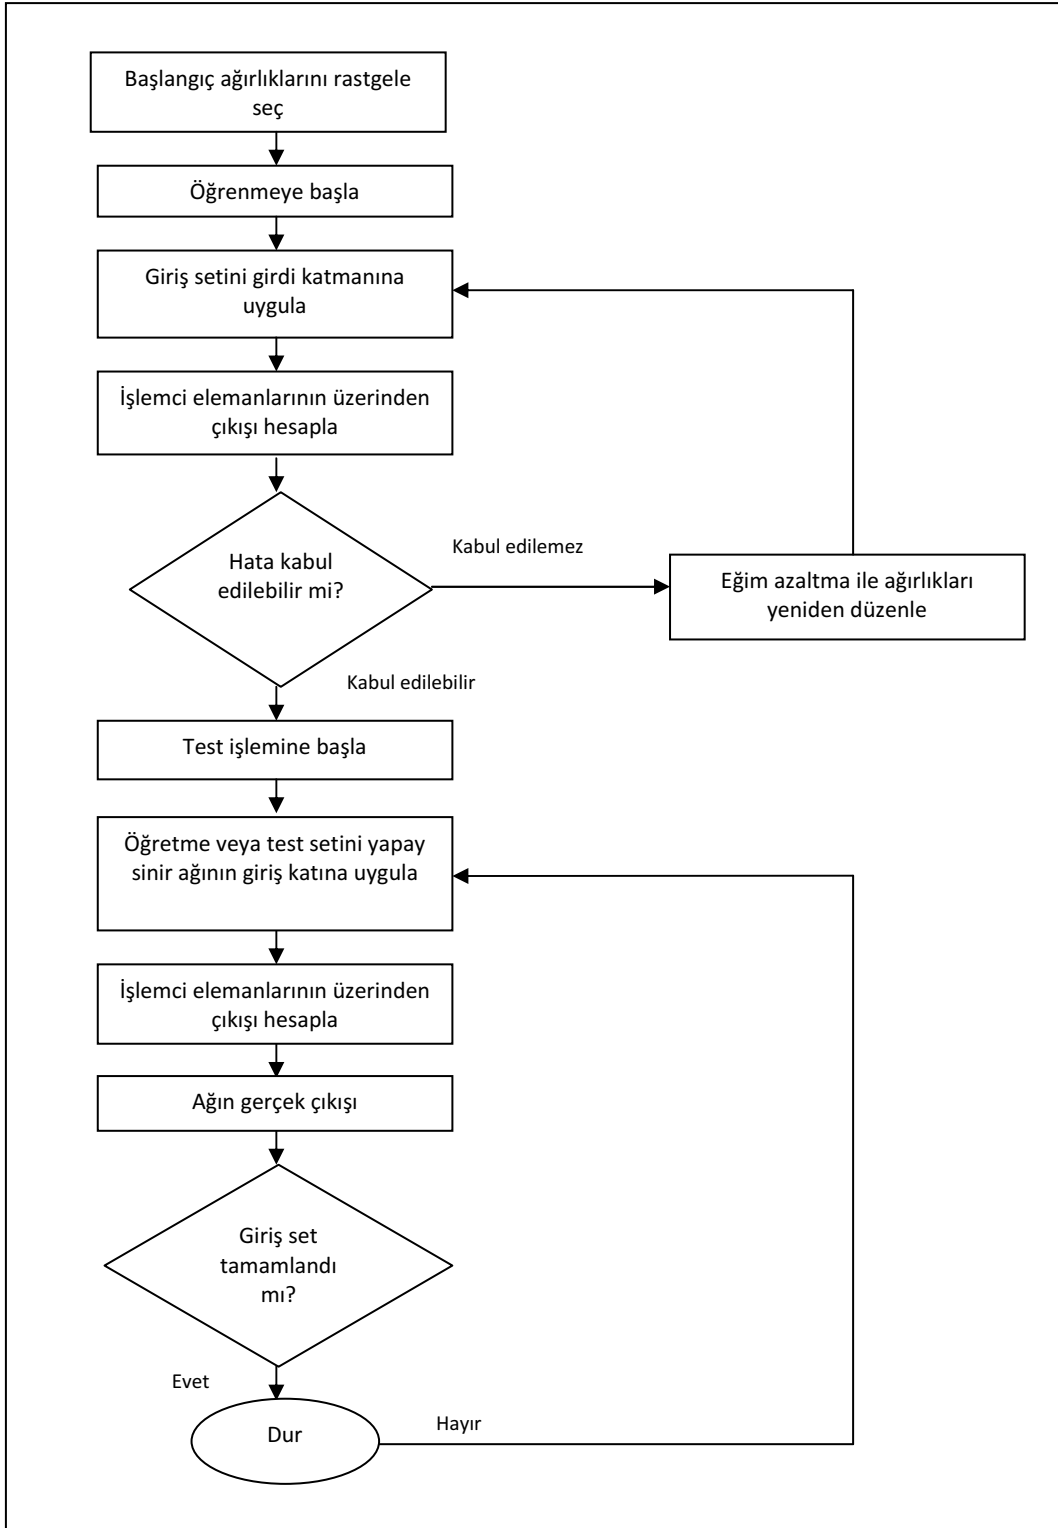 Başlangıç ağırlıklarını rastgele
seç
Öğrenmeye başla
Giriş setini girdi katmanına
uygula
İşlemci elemanlarının üzerinden
çıkışı hesapla
Hata kabul
edilebilir mi?
Kabul edilemez
Eğim azaltma ile ağırlıkları
yeniden düzenle
Kabul edilebilir
Test işlemine başla
Öğretme veya test setini yapay
sinir ağının giriş katına uygula
İşlemci elemanlarının üzerinden
çıkışı hesapla
Ağın gerçek çıkışı
Giriş set
tamamlandı
mı?
Evet
Dur
Hayır